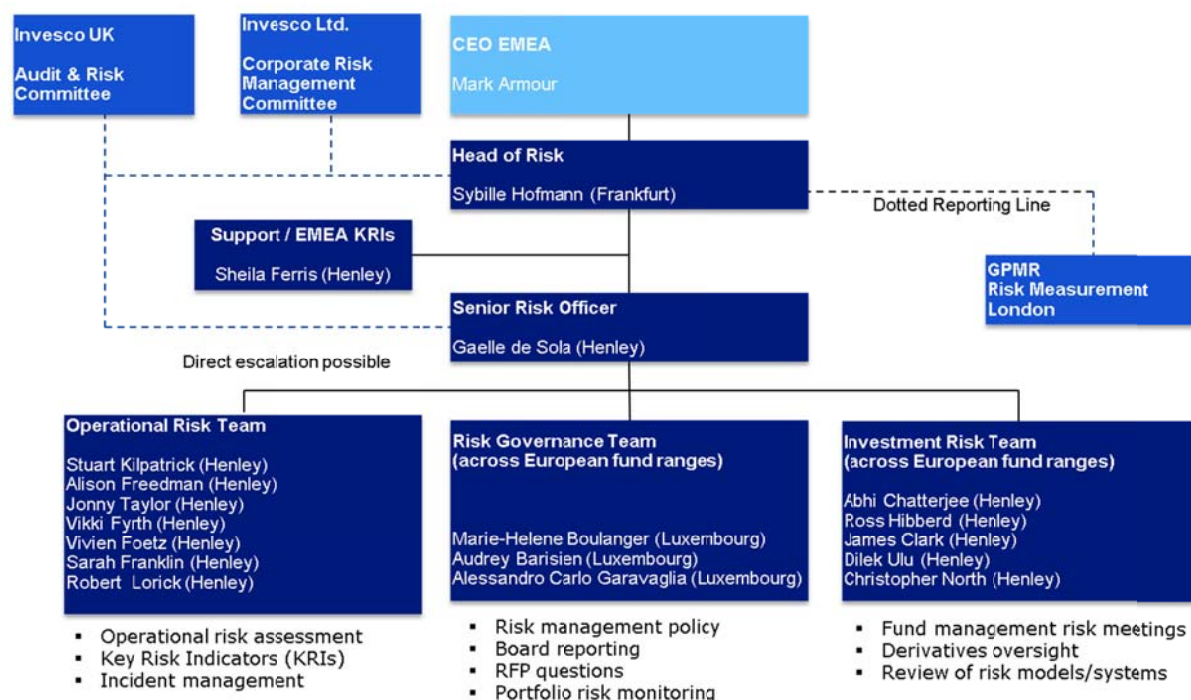 Invesco UK
Audit & Risk
Committee
Invesco Ltd.
Corporate Risk
Management
Committee
CEO EMEA
Mark Armour
Head of Risk
Sybille Hofmann (Frankfurt)
Dotted Reporting Line
Support / EMEA KRIs
Sheila Ferris (Henley)
GPMR
Risk Measurement
London
Senior Risk Officer
Gaelle de Sola (Henley)
Direct escalation possible
Operational Risk Team
Stuart Kilpatrick (Henley)
Alison Freedman (Henley)
Jonny Taylor (Henley)
Vikki Fyrth (Henley)
Vivien Foetz (Henley)
Sarah Franklin (Henley)
Robert Lorick (Henley)
▪ Operational risk assessment
▪ Key Risk Indicators (KRIs)
▪ Incident management
Risk Governance Team
(across European fund ranges)
Marie-Helene Boulanger (Luxembourg)
Audrey Barisien (Luxembourg)
Alessandro Carlo Garavaglia (Luxembourg)
▪ Risk management policy
▪ Board reporting
▪ RFP questions
▪ Portfolio risk monitoring
Investment Risk Team
(across European fund ranges)
Abhi Chatterjee (Henley)
Ross Hibberd (Henley)
James Clark (Henley)
Dilek Ulu (Henley)
Christopher North (Henley)
▪ Fund management risk meetings
▪ Derivatives oversight
▪ Review of risk models/systems